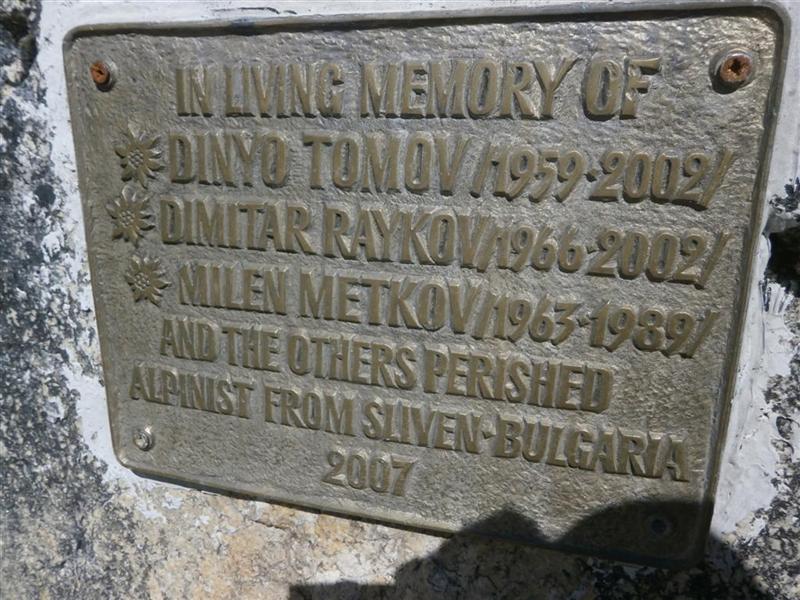 IN LIVING MEMORY OF
DINYO TOMOV /1959-2002/
DIMITAR RAYKOV /1966-2002/
MILEN METKOV /1963-1989/
AND THE OTHERS PERISHED
ALPINIST FROM SLIVEN-BULGARIA
2007